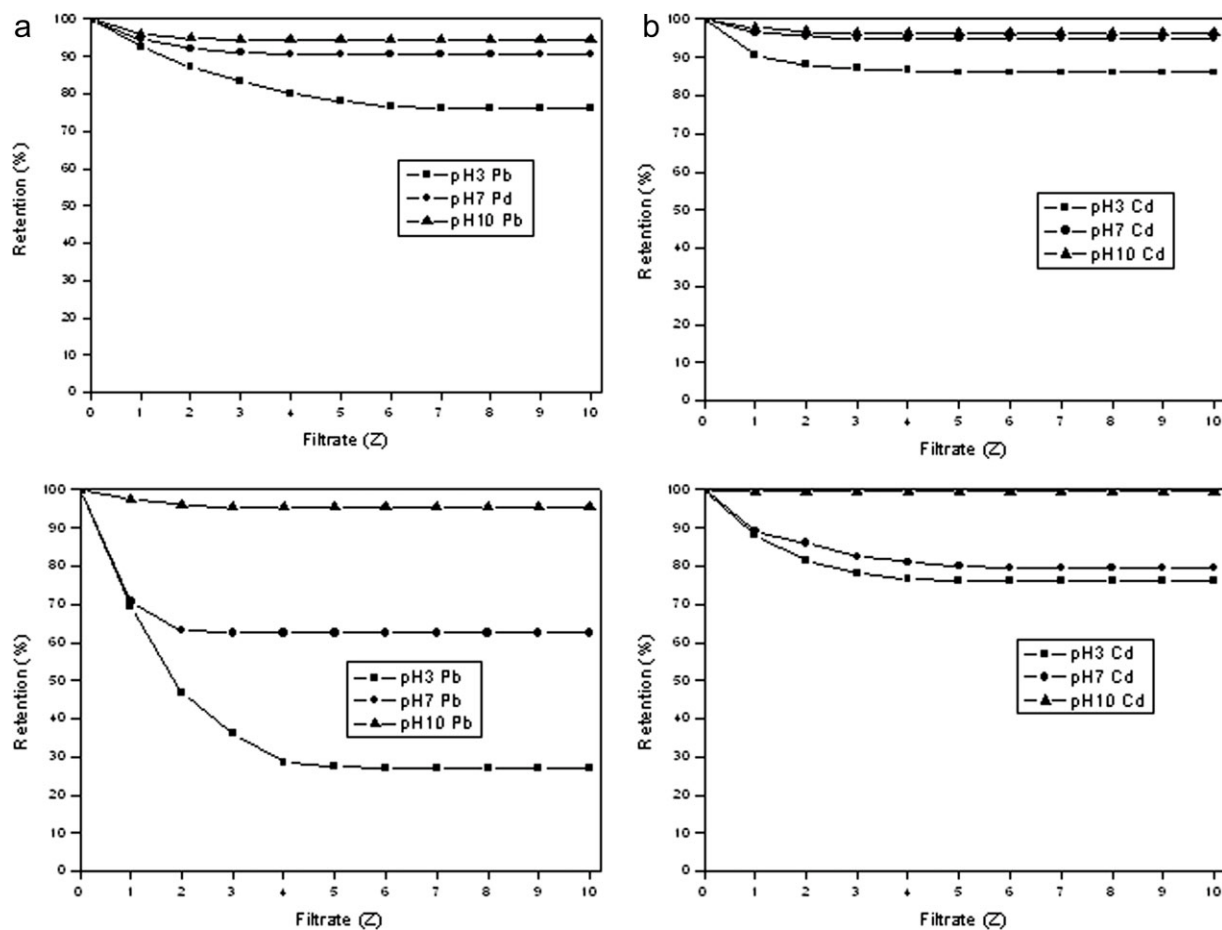 a
100
90
80
70
60
50
40
30
20
10
0
Retention (%)
pH3 Pb
pH7 Pd
pH10 Pb
0 1 2 3 4 5 6 7 8 9 10
Filtrate (Z)
b
100
90
80
70
60
50
40
30
20
10
0
Retention (%)
pH3 Cd
pH7 Cd
pH10 Cd
0 1 2 3 4 5 6 7 8 9 10
Filtrate (Z)
100
90
80
70
60
50
40
30
20
10
0
Retention (%)
pH3 Pb
pH7 Pb
pH10 Pb
0 1 2 3 4 5 6 7 8 9 10
Filtrate (Z)
100
90
80
70
60
50
40
30
20
10
0
Retention (%)
pH3 Cd
pH7 Cd
pH10 Cd
0 1 2 3 4 5 6 7 8 9 10
Filtrate (Z)